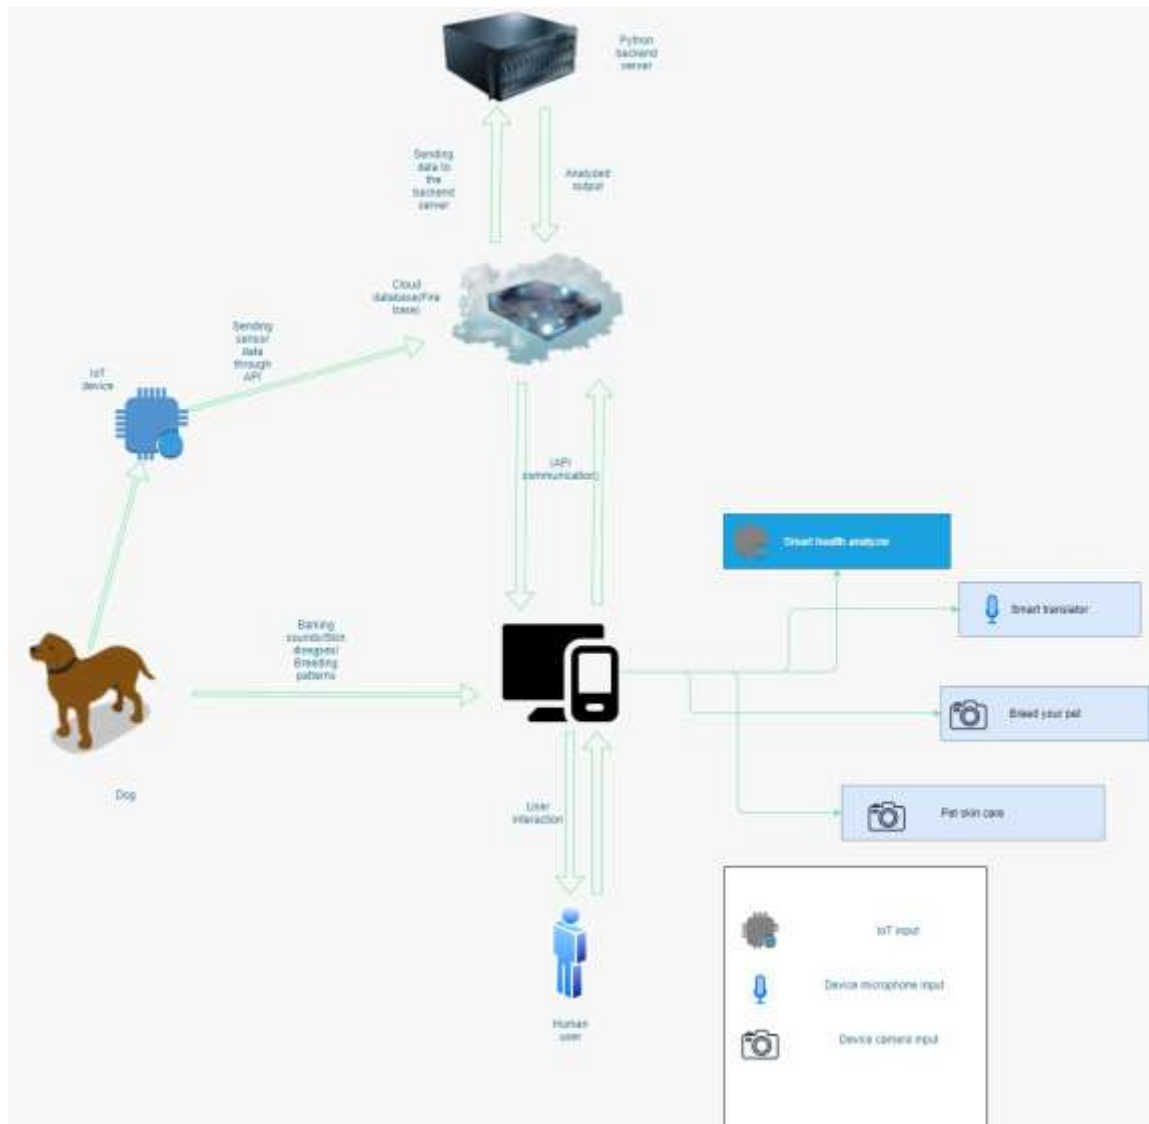 Python
backend
server
Sending
data to
the
backend
server
Analyzed
output
Cloud
database(Fire
base)
Sending
sensor
data
through
API
IoT
device
(API
communication)
Smart health analyzer
Smart translator
Barking
sounds/Skin
Breeding
patterns
Breed your pet
Dog
User
interaction
Pet skin care
IoT input
Device microphone input
Human
user
Device camera input